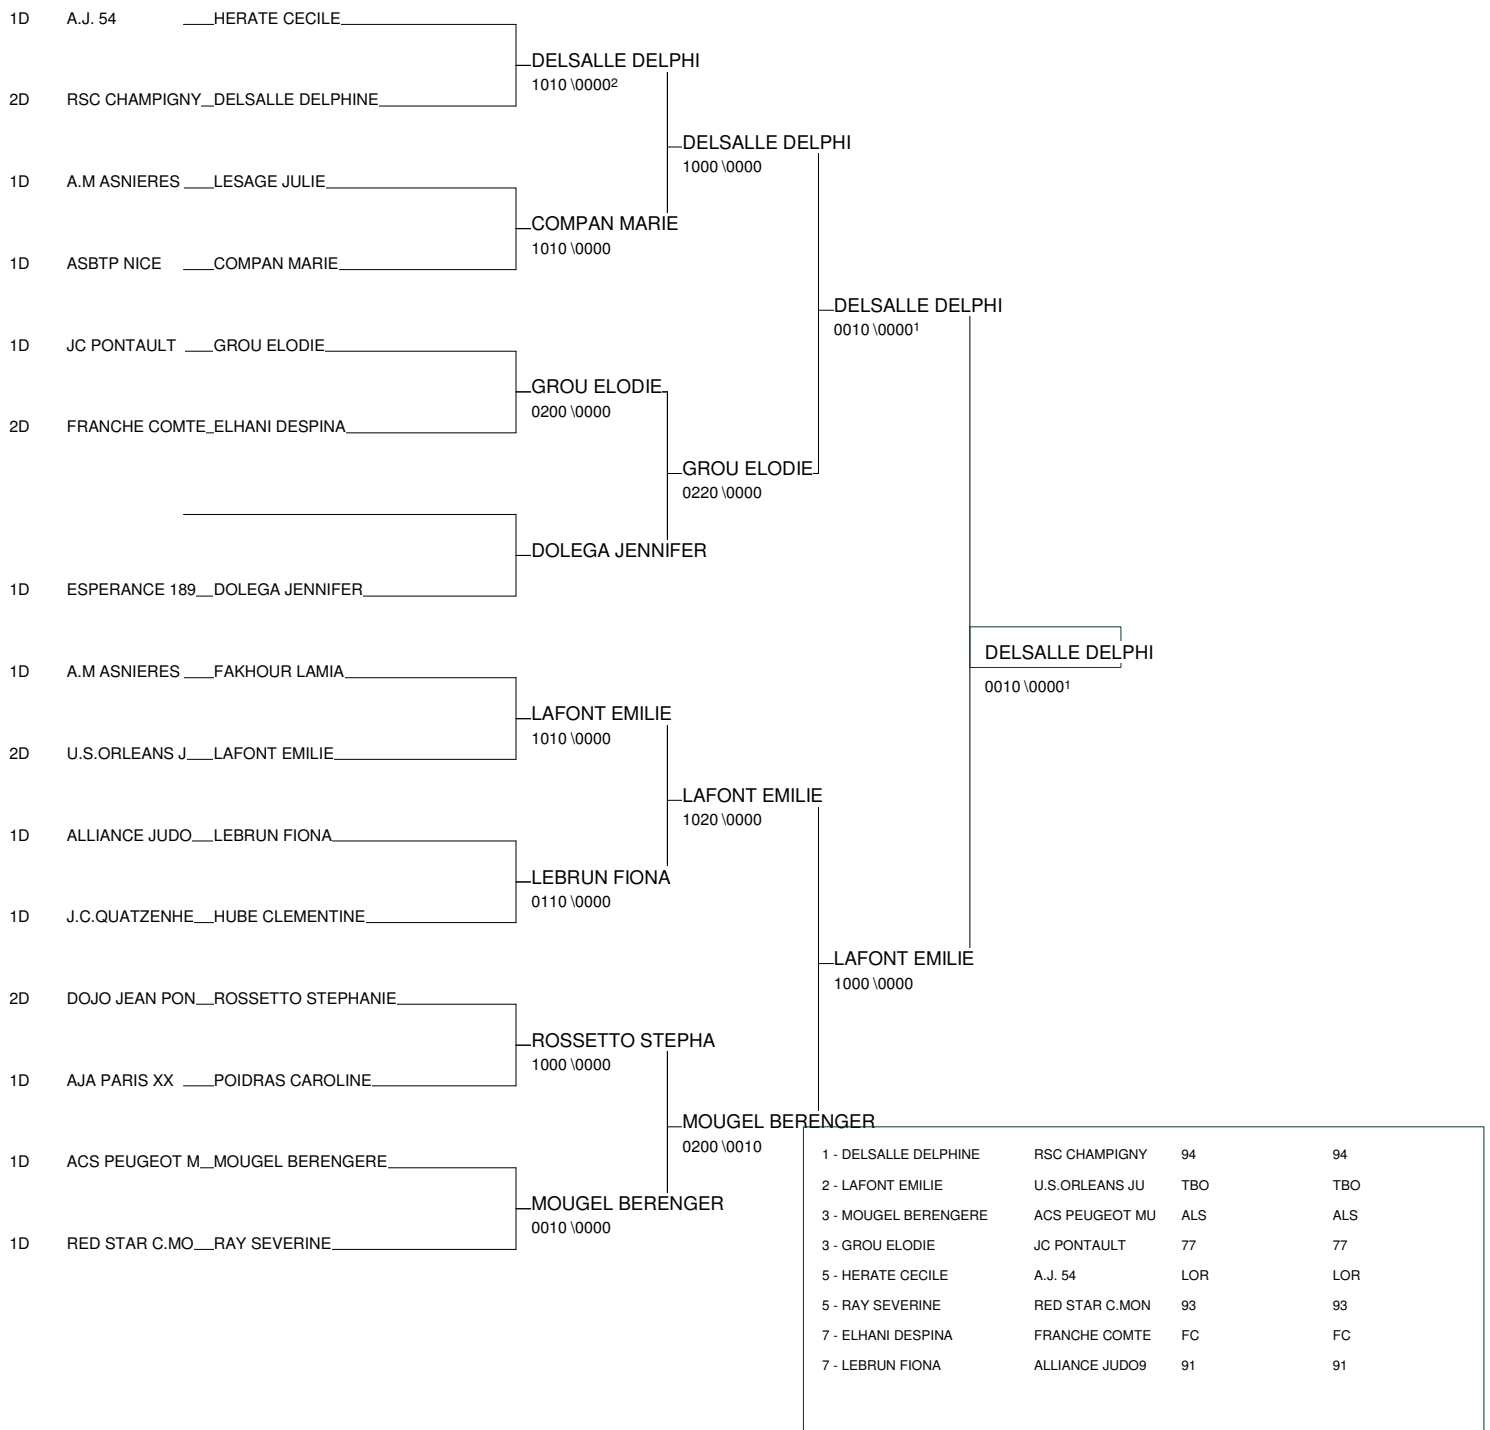 1D A.J. 54 HERATE CECILE
DELSALLE DELPHI
1010 \0000²
2D RSC CHAMPIGNY DELSALLE DELPHINE
DELSALLE DELPHI
1000 \0000
1D A.M ASNIERES LESAGE JULIE
COMPAN MARIE
1010 \0000
1D ASBTP NICE COMPAN MARIE
DELSALLE DELPHI
0010 \0000¹
1D JC PONTAULT GROU ELODIE
GROU ELODIE
0200 \0000
2D FRANCHE COMTE ELHANI DESPINA
GROU ELODIE
0220 \0000
DOLEGA JENNIFER
1D ESPERANCE 189 DOLEGA JENNIFER
DELSALLE DELPHI
0010 \0000¹
1D A.M ASNIERES FAKHOUR LAMIA
LAFONT EMILIE
1010 \0000
2D U.S.ORLEANS J LAFONT EMILIE
LAFONT EMILIE
1020 \0000
1D ALLIANCE JUDO LEBRUN FIONA
LEBRUN FIONA
0110 \0000
1D J.C.QUATZENHE HUBE CLEMENTINE
LAFONT EMILIE
1000 \0000
2D DOJO JEAN PON ROSSETTO STEPHANIE
ROSSETTO STEPHA
1000 \0000
1D AJA PARIS XX POIDRAS CAROLINE
MOUGEL BERENGER
0200 \0010
1D ACS PEUGEOT M MOUGEL BERENGERE
MOUGEL BERENGER
0010 \0000
1D RED STAR C.MO RAY SEVERINE
1 - DELSALLE DELPHINE RSC CHAMPIGNY 94 94
2 - LAFONT EMILIE U.S.ORLEANS JU TBO TBO
3 - MOUGEL BERENGERE ACS PEUGEOT MU ALS ALS
3 - GROU ELODIE JC PONTAULT 77 77
5 - HERATE CECILE A.J. 54 LOR LOR
5 - RAY SEVERINE RED STAR C.MON 93 93
7 - ELHANI DESPINA FRANCHE COMTE FC FC
7 - LEBRUN FIONA ALLIANCE JUDO9 91 91